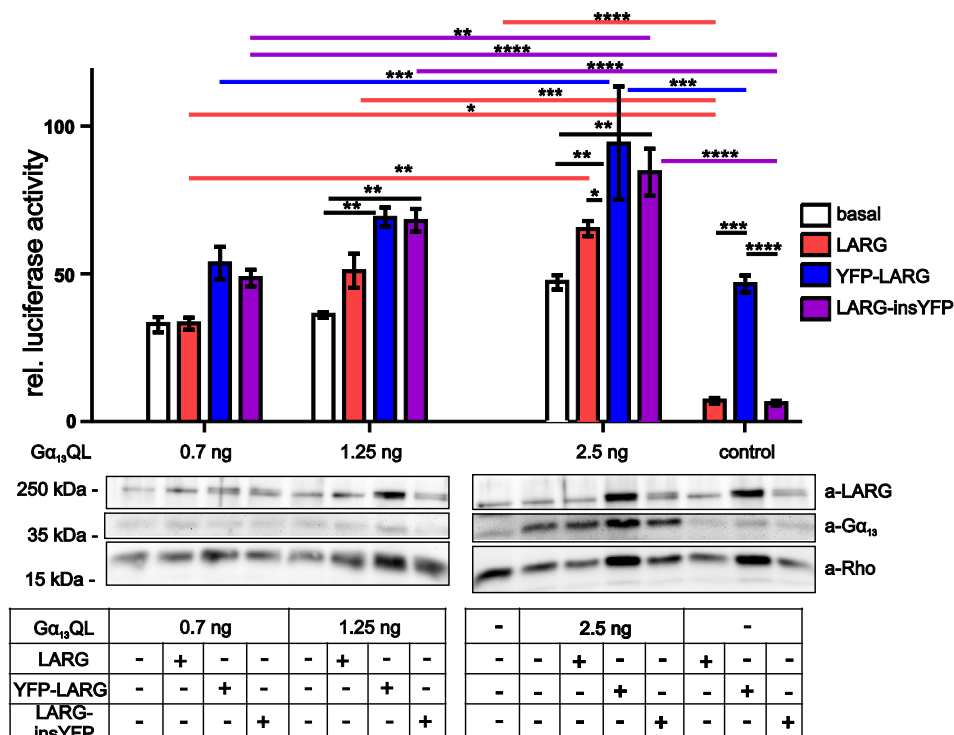 ****
**
****
****
***
***
***
*
100
**
****
**
**
**
**
*
***
****
50
0
rel. luciferase activity
basal
LARG
YFP-LARG
LARG-insYFP
Gα₁₃QL 0.7 ng 1.25 ng 2.5 ng control
250 kDa - a-LARG
35 kDa - a-Gα₁₃
15 kDa - a-Rho
Gα₁₃QL 0.7 ng 1.25 ng - 2.5 ng -
LARG - + - - - + - - - - + - - + - -
YFP-LARG - - + - - - + - - - - + - - + -
LARG- - - - + - - - + - - - - + - - +
insYFP